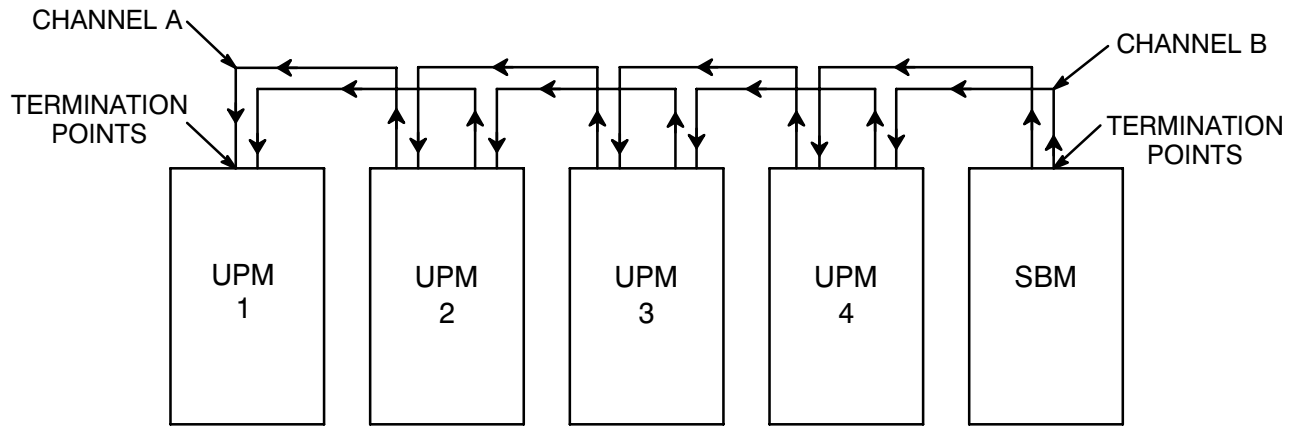 CHANNEL A
CHANNEL B
TERMINATION
POINTS
TERMINATION
POINTS
UPM
1
UPM
2
UPM
3
UPM
4
SBM